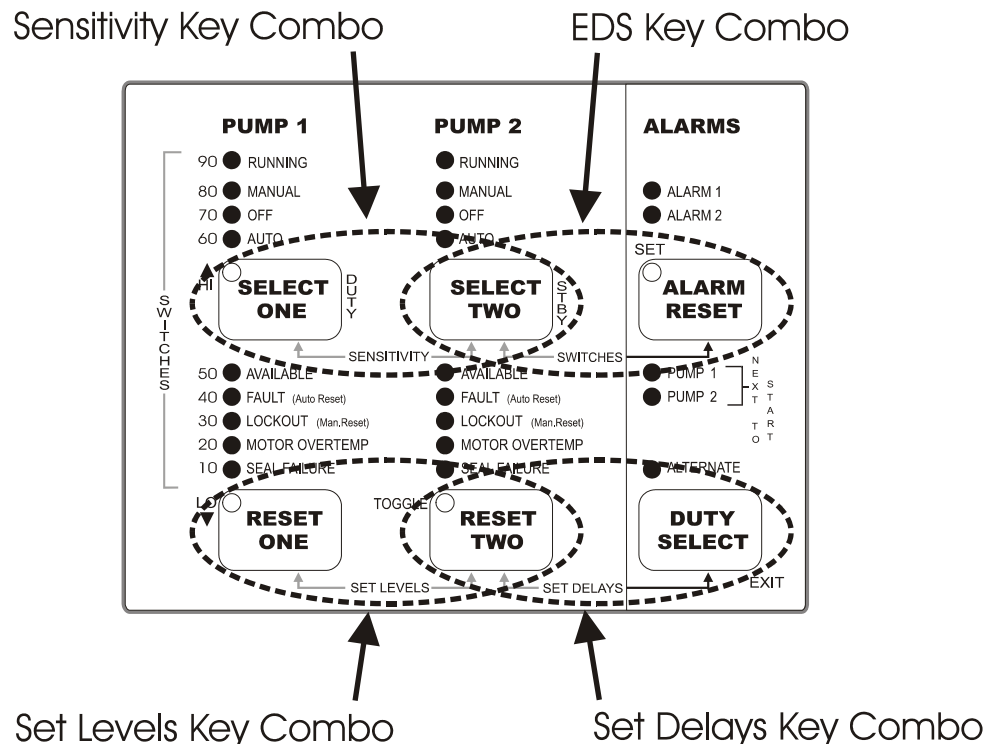 Sensitivity Key Combo
EDS Key Combo
PUMP 1
PUMP 2
ALARMS
90 RUNNING
RUNNING
80 MANUAL
MANUAL
ALARM 1
70 OFF
OFF
ALARM 2
60 AUTO
AUTO
SET
HI
SELECT ONE
DUTY
SELECT TWO
STBY
ALARM RESET
SWITCHES
SENSITIVITY
SWITCHES
50 AVAILABLE
AVAILABLE
PUMP 1
40 FAULT (Auto Reset)
FAULT (Auto Reset)
PUMP 2
NEXT TO
START
30 LOCKOUT (Man.Reset)
LOCKOUT (Man.Reset)
20 MOTOR OVERTEMP
MOTOR OVERTEMP
10 SEAL FAILURE
SEAL FAILURE
ALTERNATE
LO
TOGGLE
RESET ONE
RESET TWO
DUTY SELECT
SET LEVELS
SET DELAYS
EXIT
Set Levels Key Combo
Set Delays Key Combo